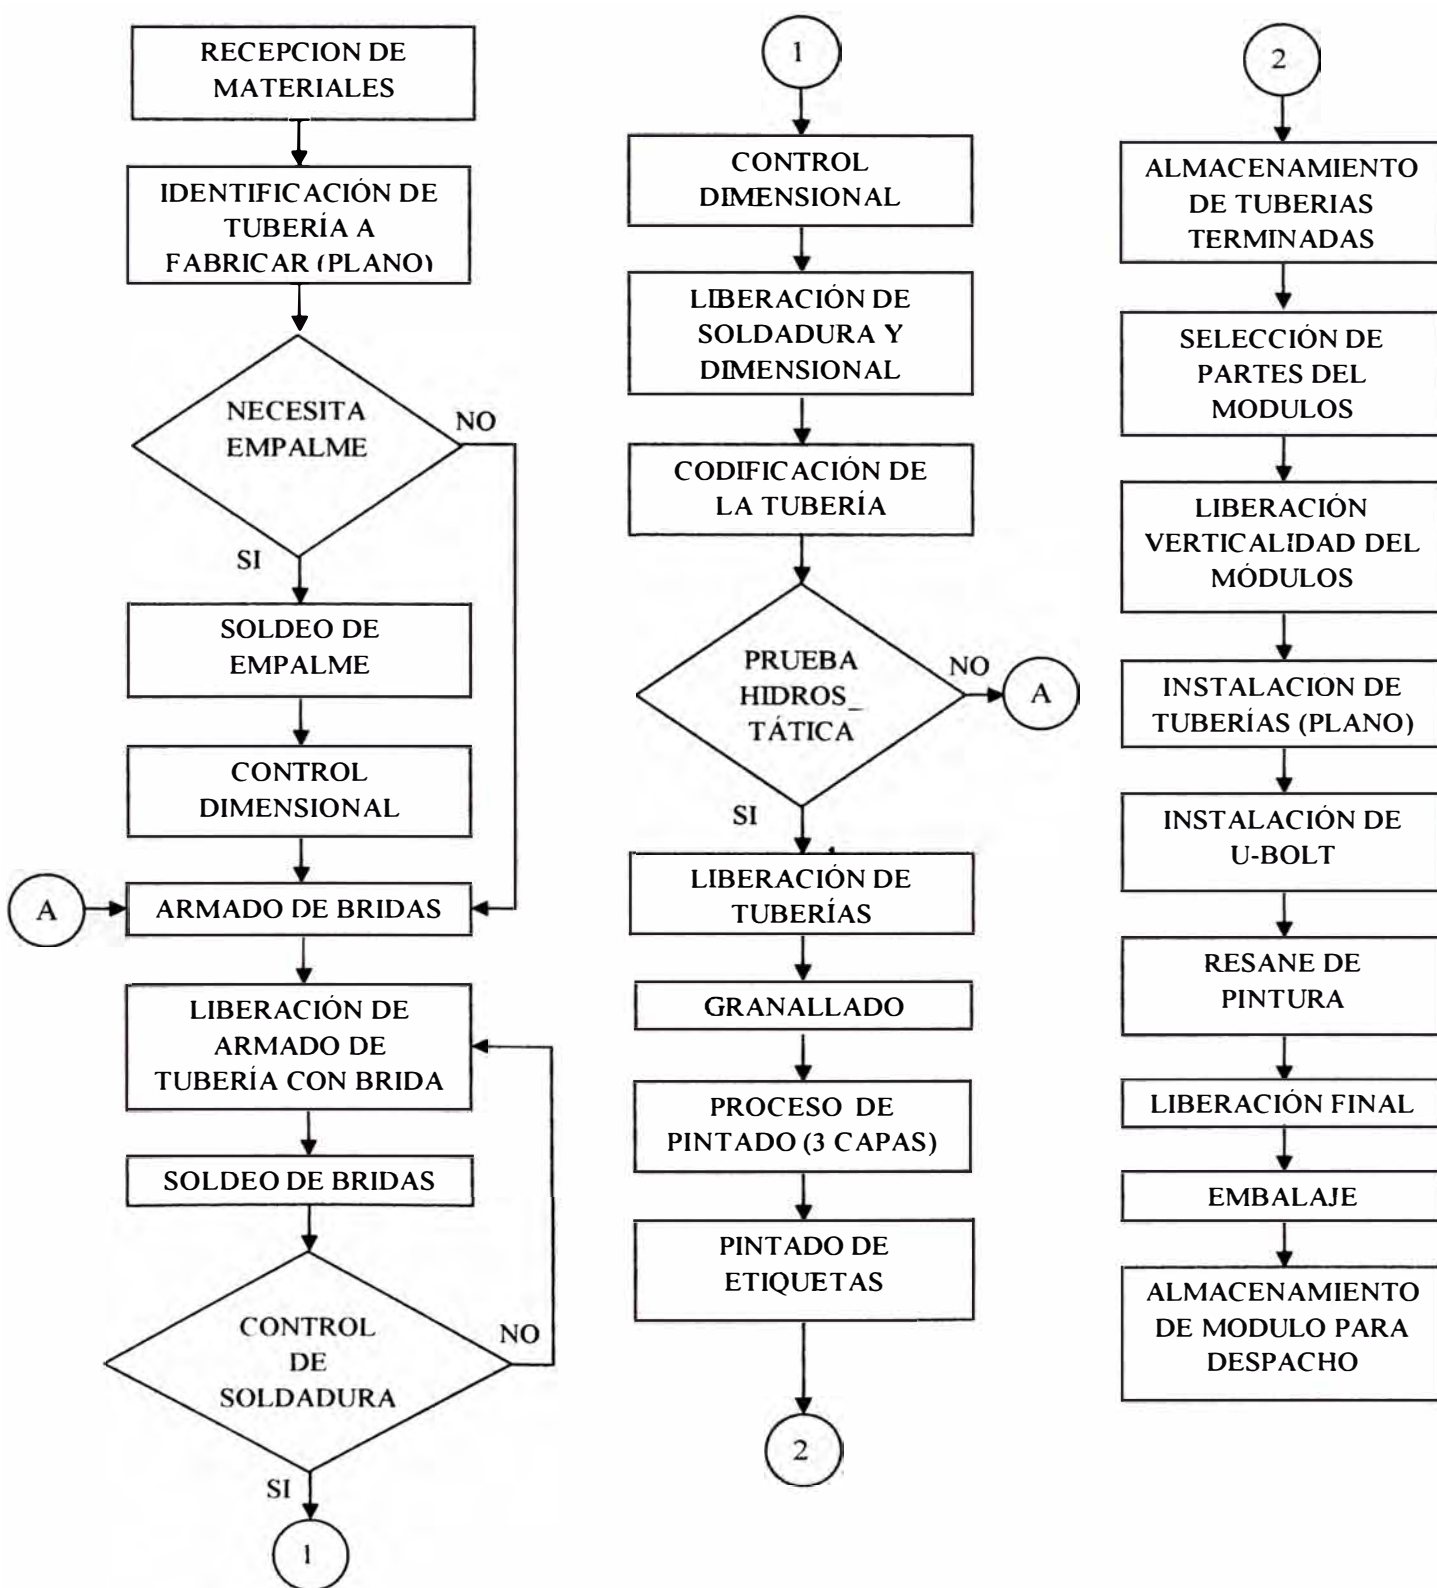 RECEPCION DE
MATERIALES
IDENTIFICACIÓN DE
TUBERÍA A
FABRICAR (PLANO)
NECESITA
EMPALME
NO
SI
SOLDEO DE
EMPALME
CONTROL
DIMENSIONAL
A
ARMADO DE BRIDAS
LIBERACIÓN DE
ARMADO DE
TUBERÍA CON BRIDA
SOLDEO DE BRIDAS
CONTROL
DE
SOLDADURA
NO
SI
1
1
CONTROL
DIMENSIONAL
LIBERACIÓN DE
SOLDADURA Y
DIMENSIONAL
CODIFICACIÓN DE
LA TUBERÍA
PRUEBA
HIDROS_
TÁTICA
NO
A
SI
LIBERACIÓN DE
TUBERÍAS
GRANALLADO
PROCESO DE
PINTADO (3 CAPAS)
PINTADO DE
ETIQUETAS
2
2
ALMACENAMIENTO
DE TUBERIAS
TERMINADAS
SELECCIÓN DE
PARTES DEL
MODULOS
LIBERACIÓN
VERTICALIDAD DEL
MÓDULOS
INSTALACION DE
TUBERÍAS (PLANO)
INSTALACIÓN DE
U-BOLT
RESANE DE
PINTURA
LIBERACIÓN FINAL
EMBALAJE
ALMACENAMIENTO
DE MODULO PARA
DESPACHO